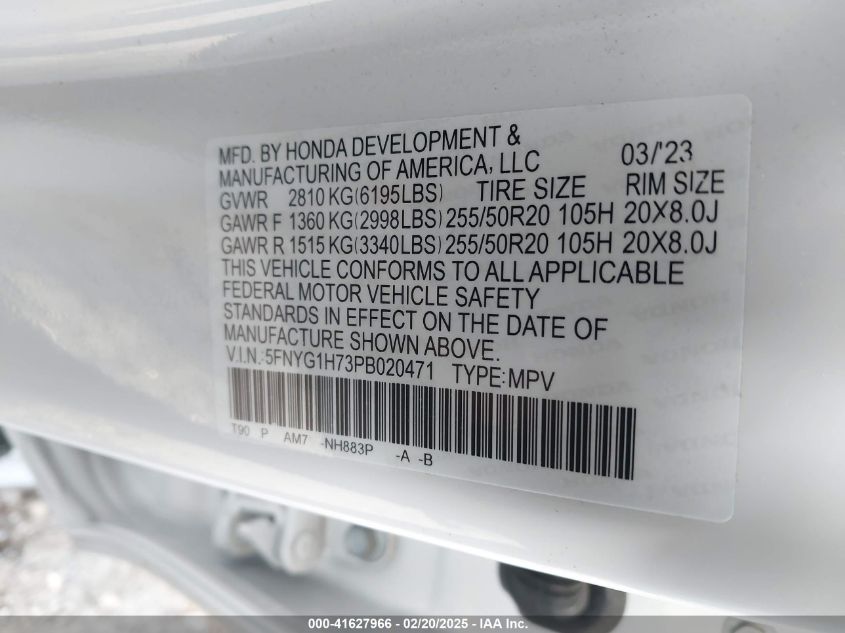 MFD. BY HONDA DEVELOPMENT &
MANUFACTURING OF AMERICA, LLC 03/'23
GVWR 2810 KG(6195LBS) TIRE SIZE RIM SIZE
GAWR F 1360 KG(2998LBS) 255/50R20 105H 20X8.0J
GAWR R 1515 KG(3340LBS) 255/50R20 105H 20X8.0J
THIS VEHICLE CONFORMS TO ALL APPLICABLE
FEDERAL MOTOR VEHICLE SAFETY
STANDARDS IN EFFECT ON THE DATE OF
MANUFACTURE SHOWN ABOVE.
V.I.N.:5FNYG1H73PB020471 TYPE:MPV
T90 P AM7 -NH883P -A -B
000-41627966 — 02/20/2025 — IAA Inc.